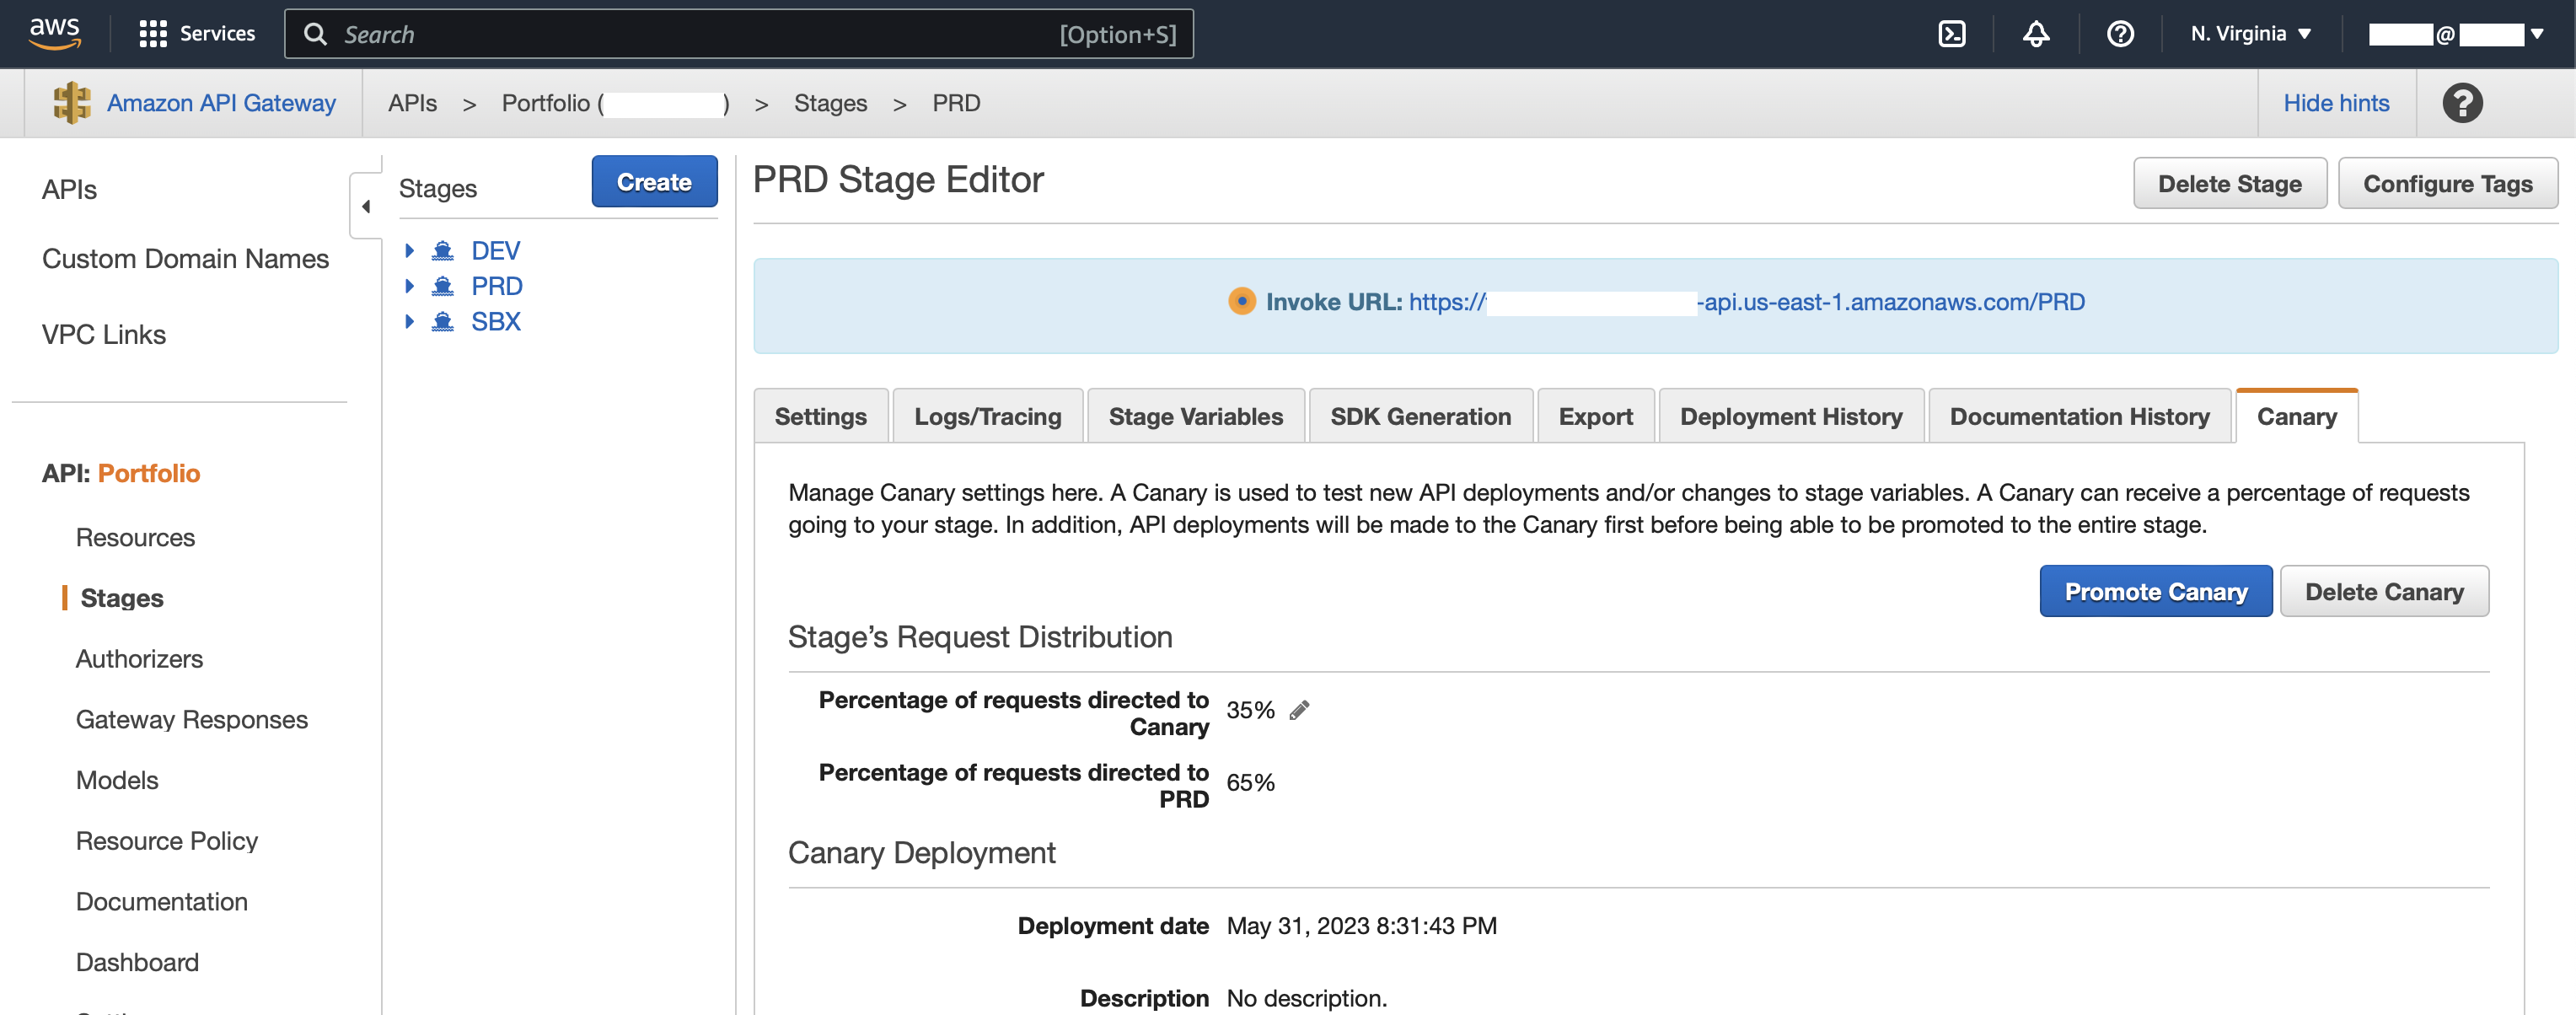 aws
Services
Search
[Option+S]
N. Virginia
@
Amazon API Gateway
APIs > Portfolio ( ) > Stages > PRD
Hide hints
APIs
Custom Domain Names
VPC Links
API: Portfolio
Resources
Stages
Authorizers
Gateway Responses
Models
Resource Policy
Documentation
Dashboard
Stages
Create
DEV
PRD
SBX
PRD Stage Editor
Delete Stage
Configure Tags
Invoke URL: https:// -api.us-east-1.amazonaws.com/PRD
Settings
Logs/Tracing
Stage Variables
SDK Generation
Export
Deployment History
Documentation History
Canary
Manage Canary settings here. A Canary is used to test new API deployments and/or changes to stage variables. A Canary can receive a percentage of requests
going to your stage. In addition, API deployments will be made to the Canary first before being able to be promoted to the entire stage.
Promote Canary
Delete Canary
Stage’s Request Distribution
Percentage of requests directed to
Canary
35%
Percentage of requests directed to
PRD
65%
Canary Deployment
Deployment date May 31, 2023 8:31:43 PM
Description No description.